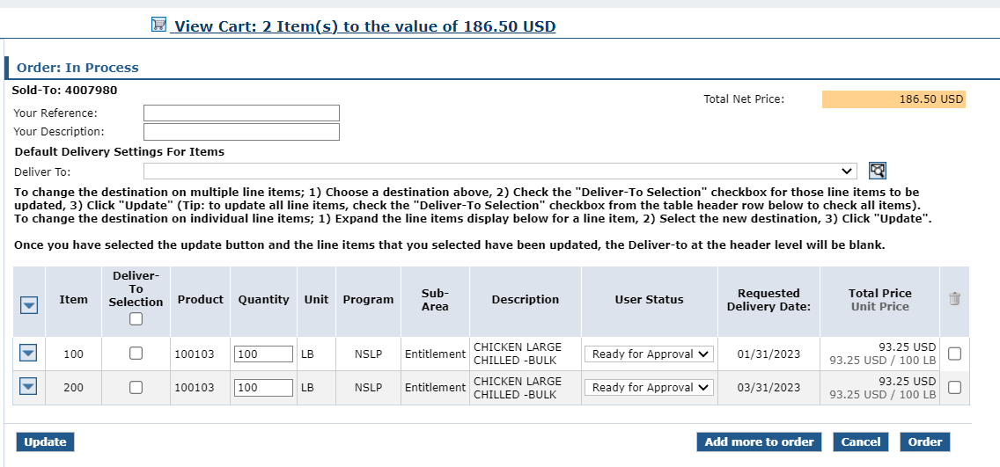 View Cart: 2 Item(s) to the value of 186.50 USD
Order: In Process
Sold-To: 4007980
Total Net Price: 186.50 USD
Your Reference:
Your Description:
Default Delivery Settings For Items
Deliver To:
To change the destination on multiple line items; 1) Choose a destination above, 2) Check the "Deliver-To Selection" checkbox for those line items to be
updated, 3) Click "Update" (Tip: to update all line items, check the "Deliver-To Selection" checkbox from the table header row below to check all items).
To change the destination on individual line items; 1) Expand the line items display below for a line item, 2) Select the new destination, 3) Click "Update".
Once you have selected the update button and the line items that you selected have been updated, the Deliver-to at the header level will be blank.
Item
Deliver-
To
Selection
Product
Quantity
Unit
Program
Sub-
Area
Description
User Status
Requested
Delivery Date:
Total Price
Unit Price
100
100103
100
LB
NSLP
Entitlement
CHICKEN LARGE
CHILLED -BULK
Ready for Approval
01/31/2023
93.25 USD
93.25 USD / 100 LB
200
100103
100
LB
NSLP
Entitlement
CHICKEN LARGE
CHILLED -BULK
Ready for Approval
03/31/2023
93.25 USD
93.25 USD / 100 LB
Update
Add more to order
Cancel
Order